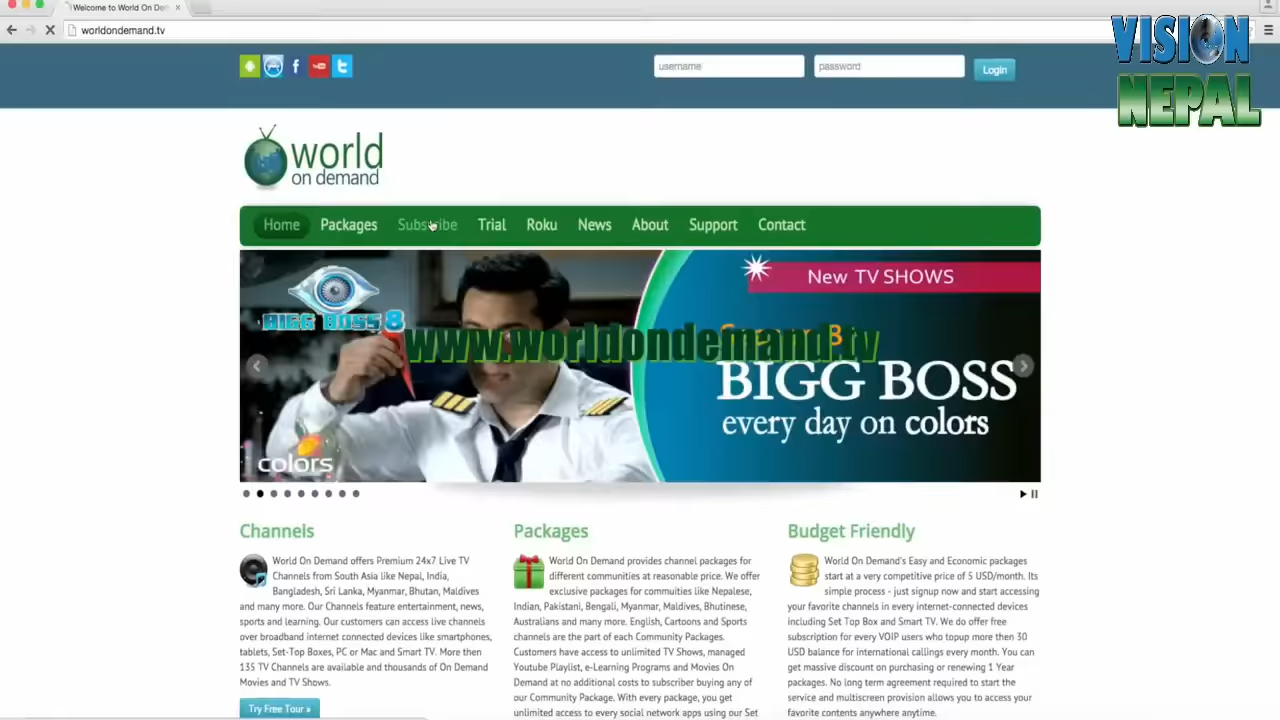 Welcome to World On Dem
worldondemand.tv
VISION
NEPAL
username
password
Login
world
on demand
Home Packages Subscribe Trial Roku News About Support Contact
BIGG BOSS 8
New TV SHOWS
www.worldondemand.tv
BIGG BOSS
every day on colors
colors
Channels
World On Demand offers Premium 24x7 Live TV
Channels from South Asia like Nepal, India,
Bangladesh, Sri Lanka, Myanmar, Bhutan, Maldives
and many more. Our Channels feature entertainment, news,
sports and learning. Our customers can access live channels
over broadband internet connected devices like smartphones,
tablets, Set-Top Boxes, PC or Mac and Smart TV. More then
135 TV Channels are available and thousands of On Demand
Movies and TV Shows.
Try Free Tour »
Packages
World On Demand provides channel packages for
different communities at reasonable price. We offer
exclusive packages for commuities like Nepalese,
Indian, Pakistani, Bengali, Myanmar, Maldives, Bhutinese,
Australians and many more. English, Cartoons and Sports
channels are the part of each Community Packages.
Customers have access to unlimited TV Shows, managed
Youtube Playlist, e-Learning Programs and Movies On
Demand at no additional costs to subscriber buying any of
our Community Package. With every package, you get
unlimited access to every social network apps using our Set
Budget Friendly
World On Demand's Easy and Economic packages
start at a very competitive price of 5 USD/month. Its
simple process - just signup now and start accessing
your favorite channels in every internet-connected devices
including Set Top Box and Smart TV. We do offer free
subscription for every VOIP users who topup more then 30
USD balance for international callings every month. You can
get massive discount on purchasing or renewing 1 Year
packages. No long term agreement required to start the
service and multiscreen provision allows you to access your
favorite contents anywhere anytime.